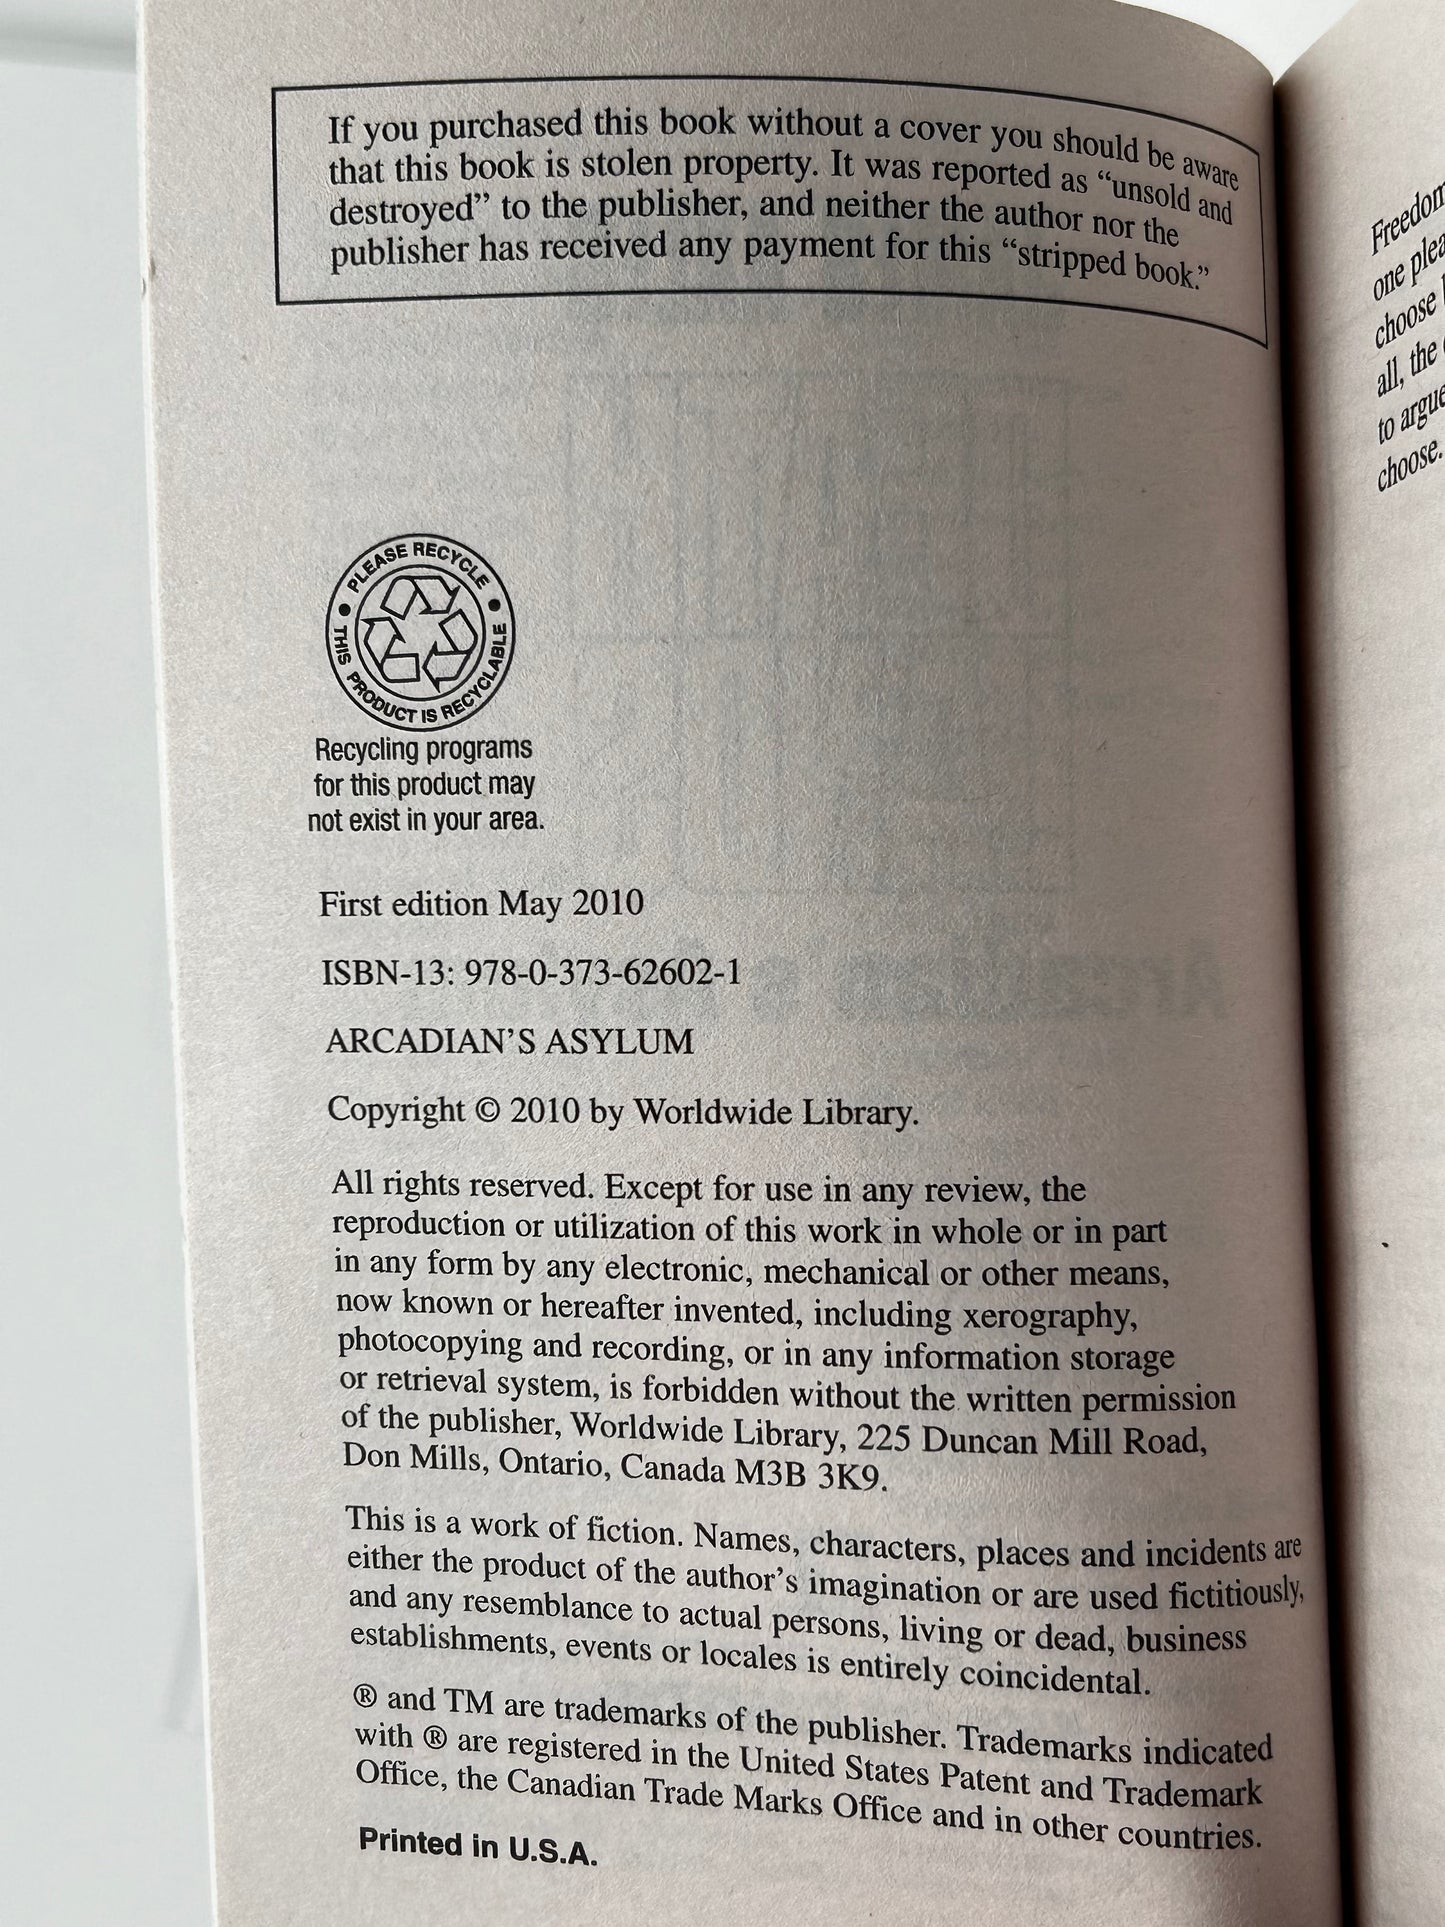 If you purchased this book without a cover you should be aware
that this book is stolen property. It was reported as “unsold and
destroyed” to the publisher, and neither the author nor the
publisher has received any payment for this “stripped book.”
PLEASE RECYCLE
THIS PRODUCT IS RECYCLABLE
Recycling programs
for this product may
not exist in your area.
First edition May 2010
ISBN-13: 978-0-373-62602-1
ARCADIAN’S ASYLUM
Copyright © 2010 by Worldwide Library.
All rights reserved. Except for use in any review, the
reproduction or utilization of this work in whole or in part
in any form by any electronic, mechanical or other means,
now known or hereafter invented, including xerography,
photocopying and recording, or in any information storage
or retrieval system, is forbidden without the written permission
of the publisher, Worldwide Library, 225 Duncan Mill Road,
Don Mills, Ontario, Canada M3B 3K9.
This is a work of fiction. Names, characters, places and incidents are
either the product of the author’s imagination or are used fictitiously,
and any resemblance to actual persons, living or dead, business
establishments, events or locales is entirely coincidental.
® and TM are trademarks of the publisher. Trademarks indicated
with ® are registered in the United States Patent and Trademark
Office, the Canadian Trade Marks Office and in other countries.
Printed in U.S.A.
Freedom
one
choose
all, the
to argue
choose.